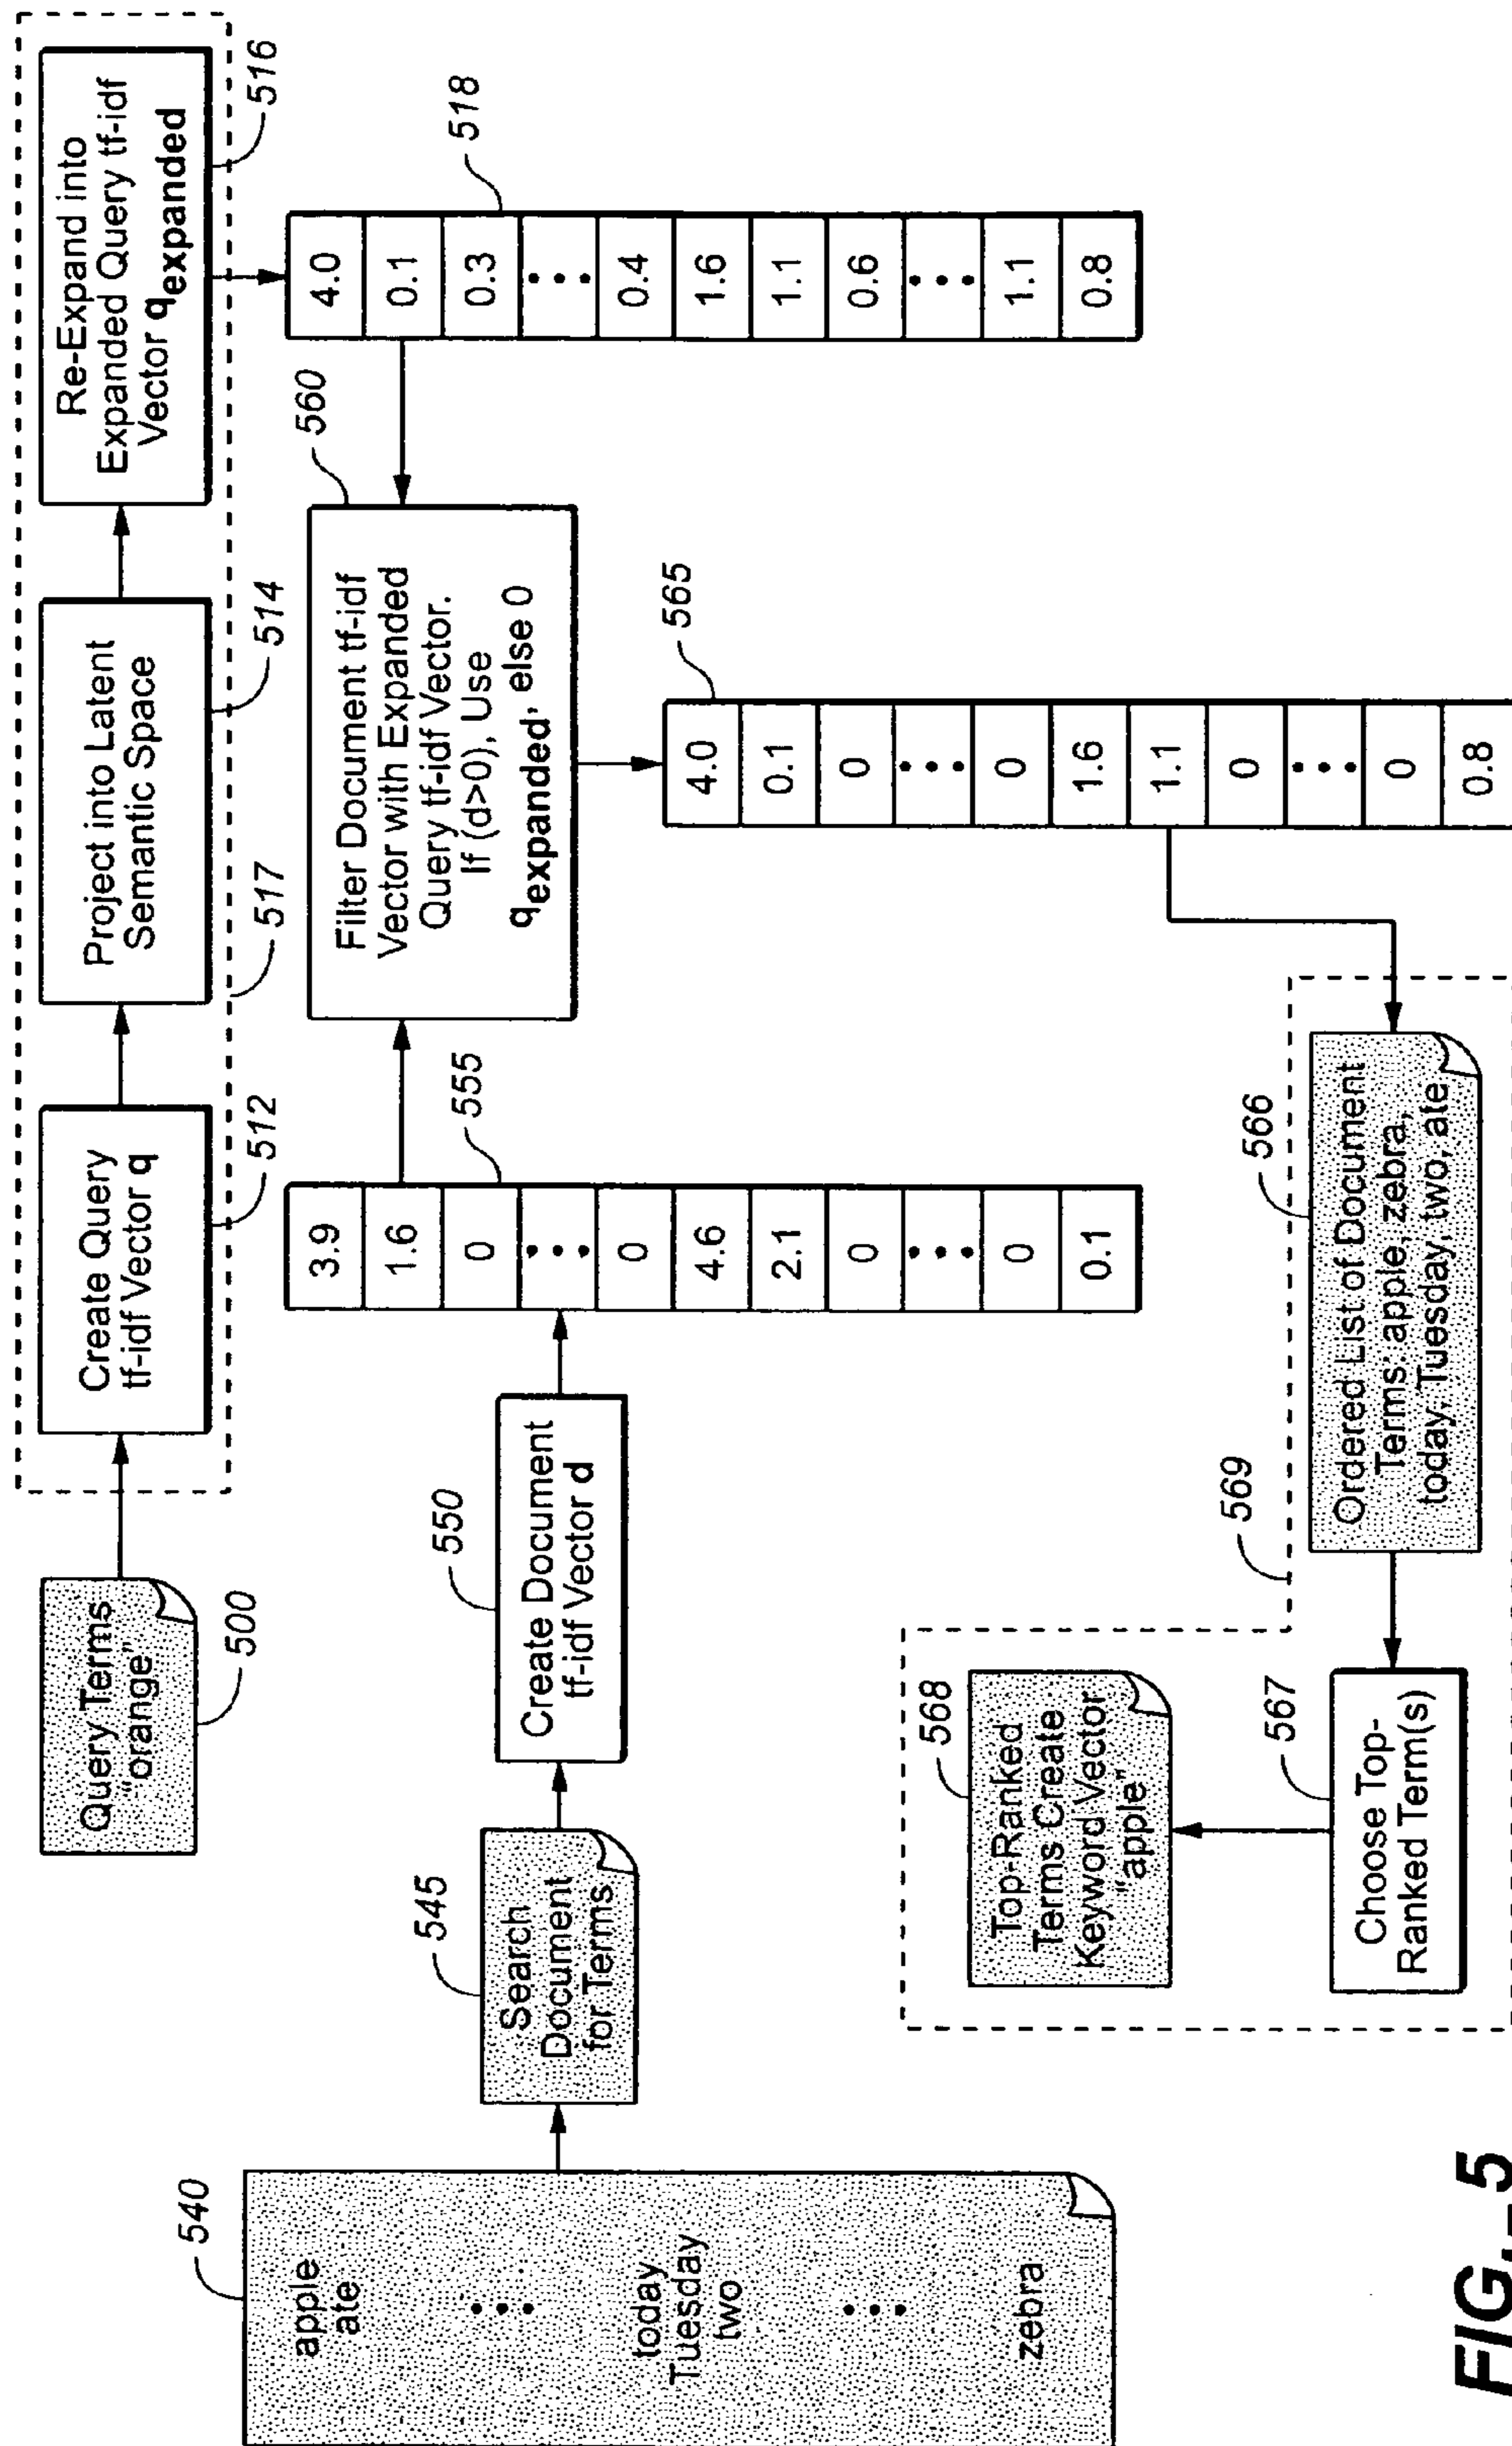 Query Terms
"orange"
500
Create Query
tf-idf Vector q
512
Project into Latent
Semantic Space
514
Re-Expand into
Expanded Query tf-idf
Vector qexpanded
516
517
540
apple
ate
today
Tuesday
two
zebra
545
Search
Document
for Terms
550
Create Document
tf-idf Vector d
555
3.9
1.6
0
0
4.6
2.1
0
0
0.1
560
Filter Document tf-idf
Vector with Expanded
Query tf-idf Vector.
If (d>0), Use
qexpanded, else 0
518
4.0
0.1
0.3
0.4
1.6
1.1
0.6
1.1
0.8
565
4.0
0.1
0
0
1.6
1.1
0
0
0.8
569
566
Ordered List of Document
Terms: apple, zebra,
today, Tuesday, two, ate
567
Choose Top-
Ranked Term(s)
568
Top-Ranked
Terms Create
Keyword Vector
"apple"
FIG._5